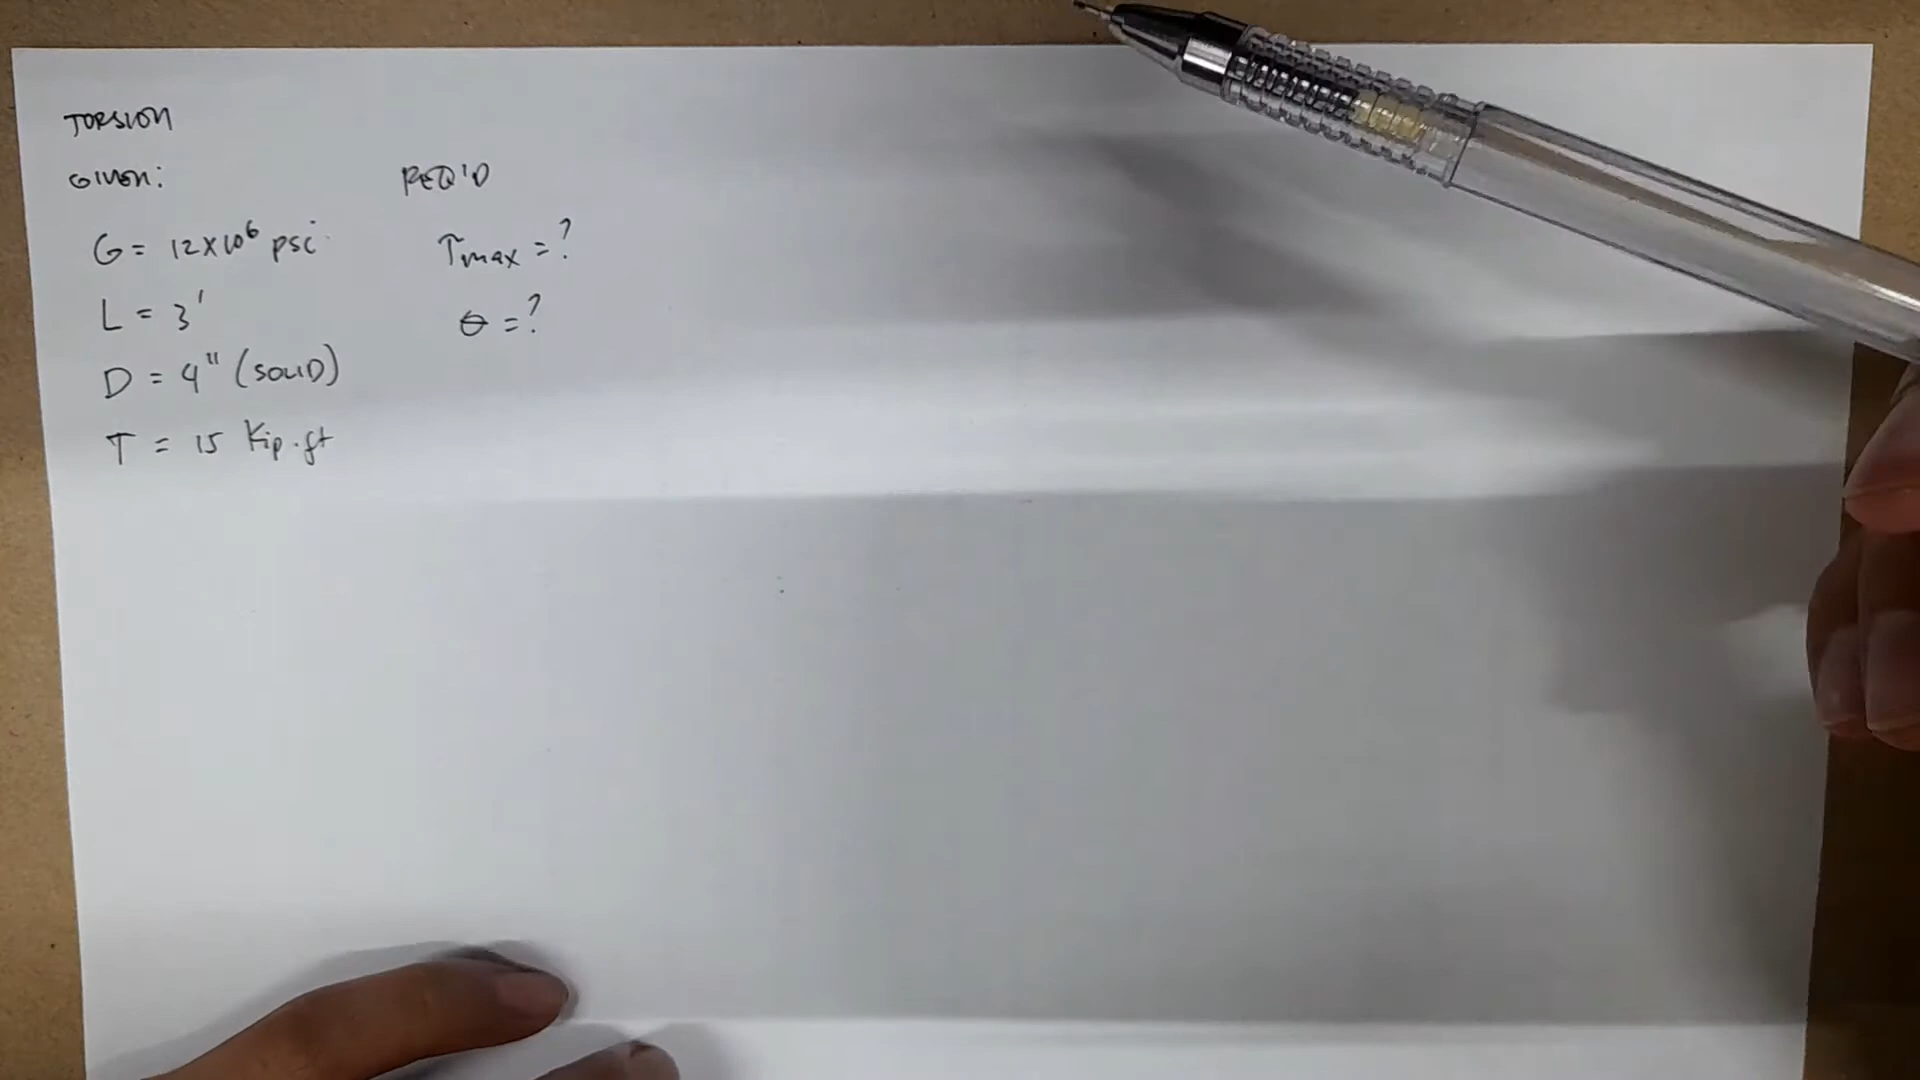 TORSION
GIVEN:
G = 12x10⁶ psi
L = 3'
D = 4" (SOLID)
T = 15 Kip.ft
REQ'D
τmax = ?
θ = ?